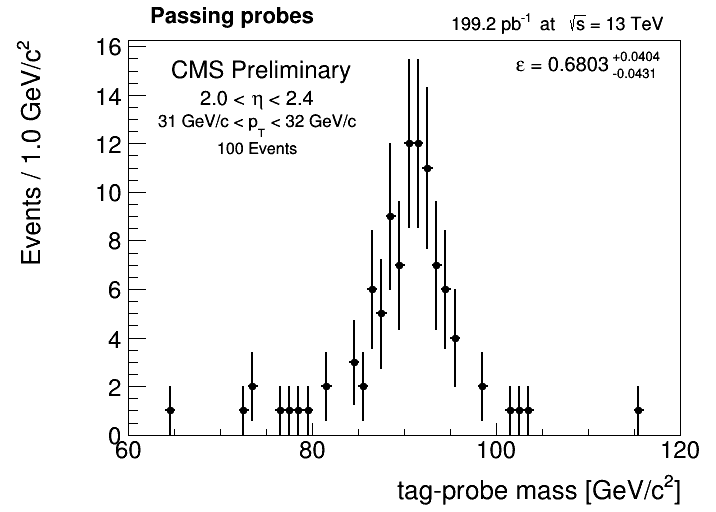 Passing probes
199.2 pb⁻¹ at √s = 13 TeV
CMS Preliminary
ε = 0.6803 +0.0404 -0.0431
2.0 < η < 2.4
31 GeV/c < p_T < 32 GeV/c
100 Events
Events / 1.0 GeV/c²
16
14
12
10
8
6
4
2
0
60 80 100 120
tag-probe mass [GeV/c²]